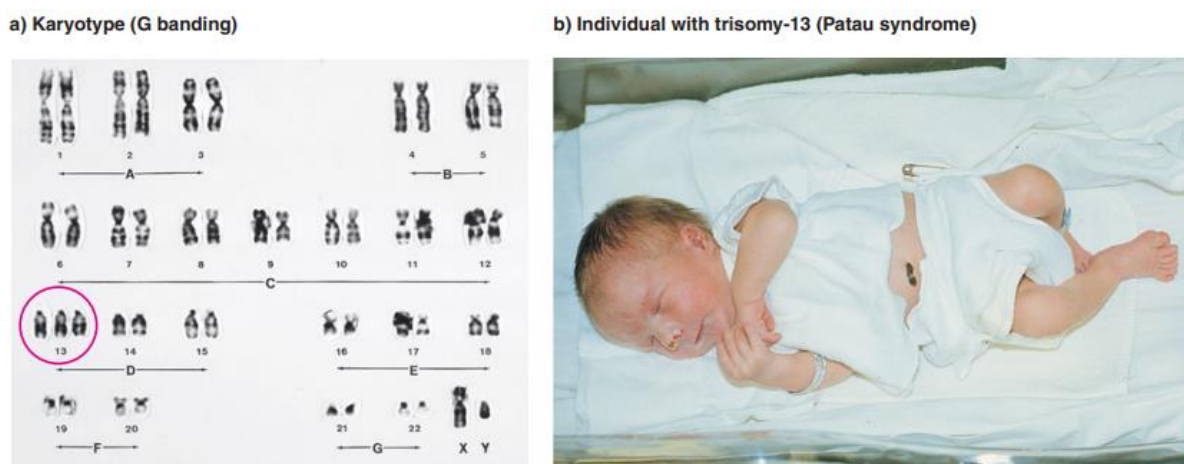 a) Karyotype (G banding)
b) Individual with trisomy-13 (Patau syndrome)
1 2 3 4 5
A B
6 7 8 9 10 11 12
C
13 14 15 16 17 18
D E
19 20 21 22 X Y
F G